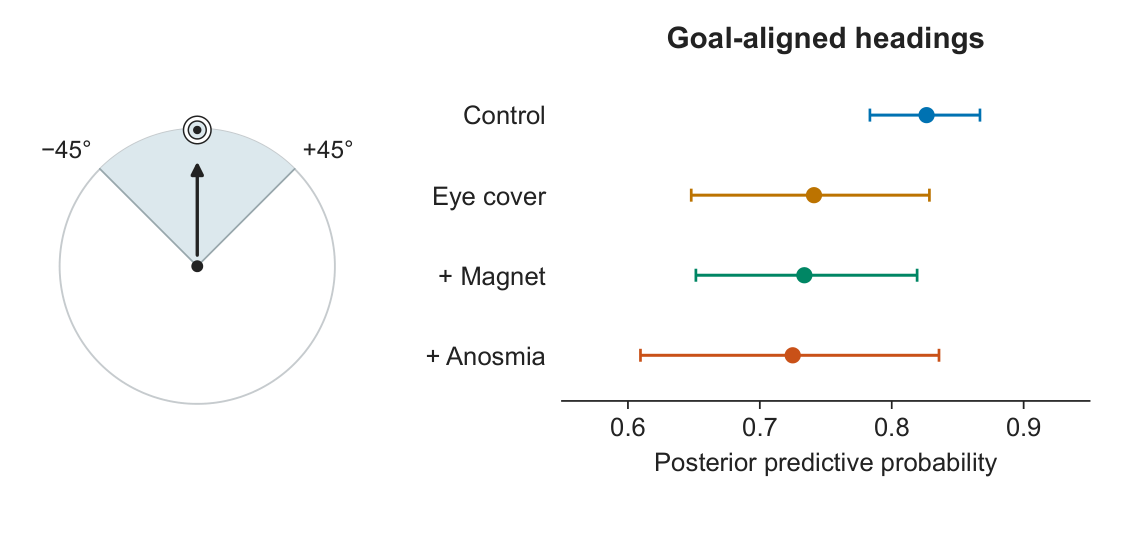 −45°
+45°
Goal-aligned headings
Control
Eye cover
+ Magnet
+ Anosmia
0.6 0.7 0.8 0.9
Posterior predictive probability